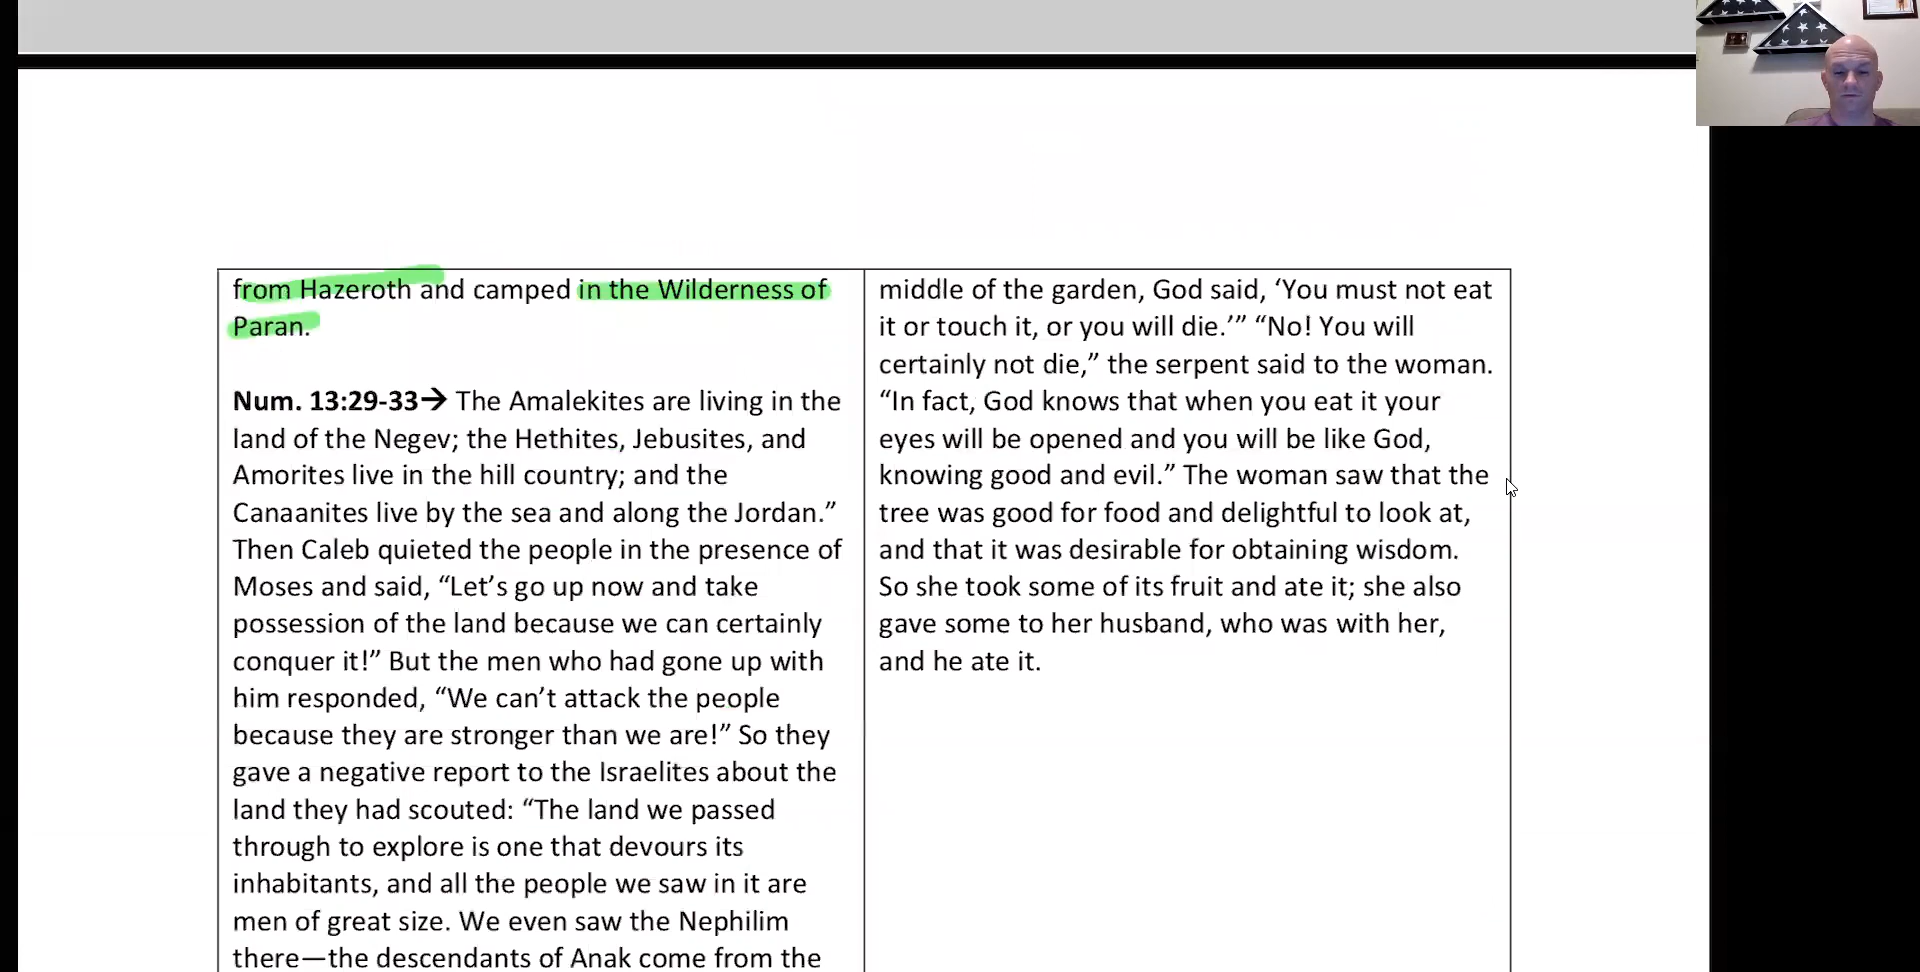 from Hazeroth and camped in the Wilderness of
Paran.
Num. 13:29-33→ The Amalekites are living in the
land of the Negev; the Hethites, Jebusites, and
Amorites live in the hill country; and the
Canaanites live by the sea and along the Jordan.”
Then Caleb quieted the people in the presence of
Moses and said, “Let’s go up now and take
possession of the land because we can certainly
conquer it!” But the men who had gone up with
him responded, “We can’t attack the people
because they are stronger than we are!” So they
gave a negative report to the Israelites about the
land they had scouted: “The land we passed
through to explore is one that devours its
inhabitants, and all the people we saw in it are
men of great size. We even saw the Nephilim
there—the descendants of Anak come from the
middle of the garden, God said, ‘You must not eat
it or touch it, or you will die.’” “No! You will
certainly not die,” the serpent said to the woman.
“In fact, God knows that when you eat it your
eyes will be opened and you will be like God,
knowing good and evil.” The woman saw that the
tree was good for food and delightful to look at,
and that it was desirable for obtaining wisdom.
So she took some of its fruit and ate it; she also
gave some to her husband, who was with her,
and he ate it.